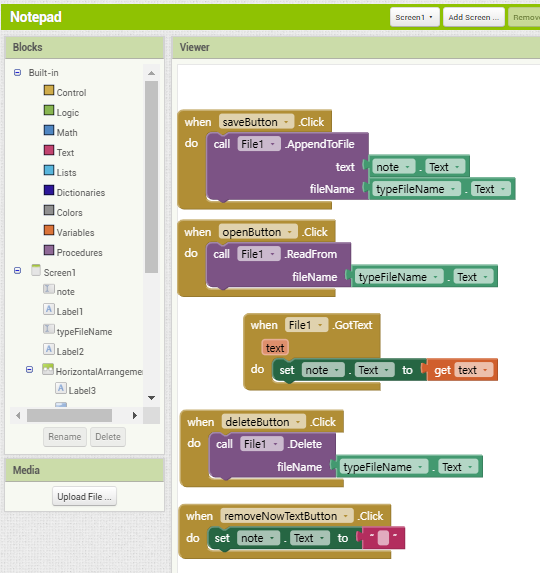 Notepad
Screen1
Add Screen ...
Remove
Blocks
Viewer
Built-in
Control
Logic
Math
Text
Lists
Dictionaries
Colors
Variables
Procedures
Screen1
note
Label1
typeFileName
Label2
HorizontalArrangeme
Label3
Rename
Delete
Media
Upload File ...
when saveButton .Click
do call File1 .AppendToFile
text note . Text
fileName typeFileName . Text
when openButton .Click
do call File1 .ReadFrom
fileName typeFileName . Text
when File1 .GotText
text
do set note . Text to get text
when deleteButton .Click
do call File1 .Delete
fileName typeFileName . Text
when removeNowTextButton .Click
do set note . Text to " "